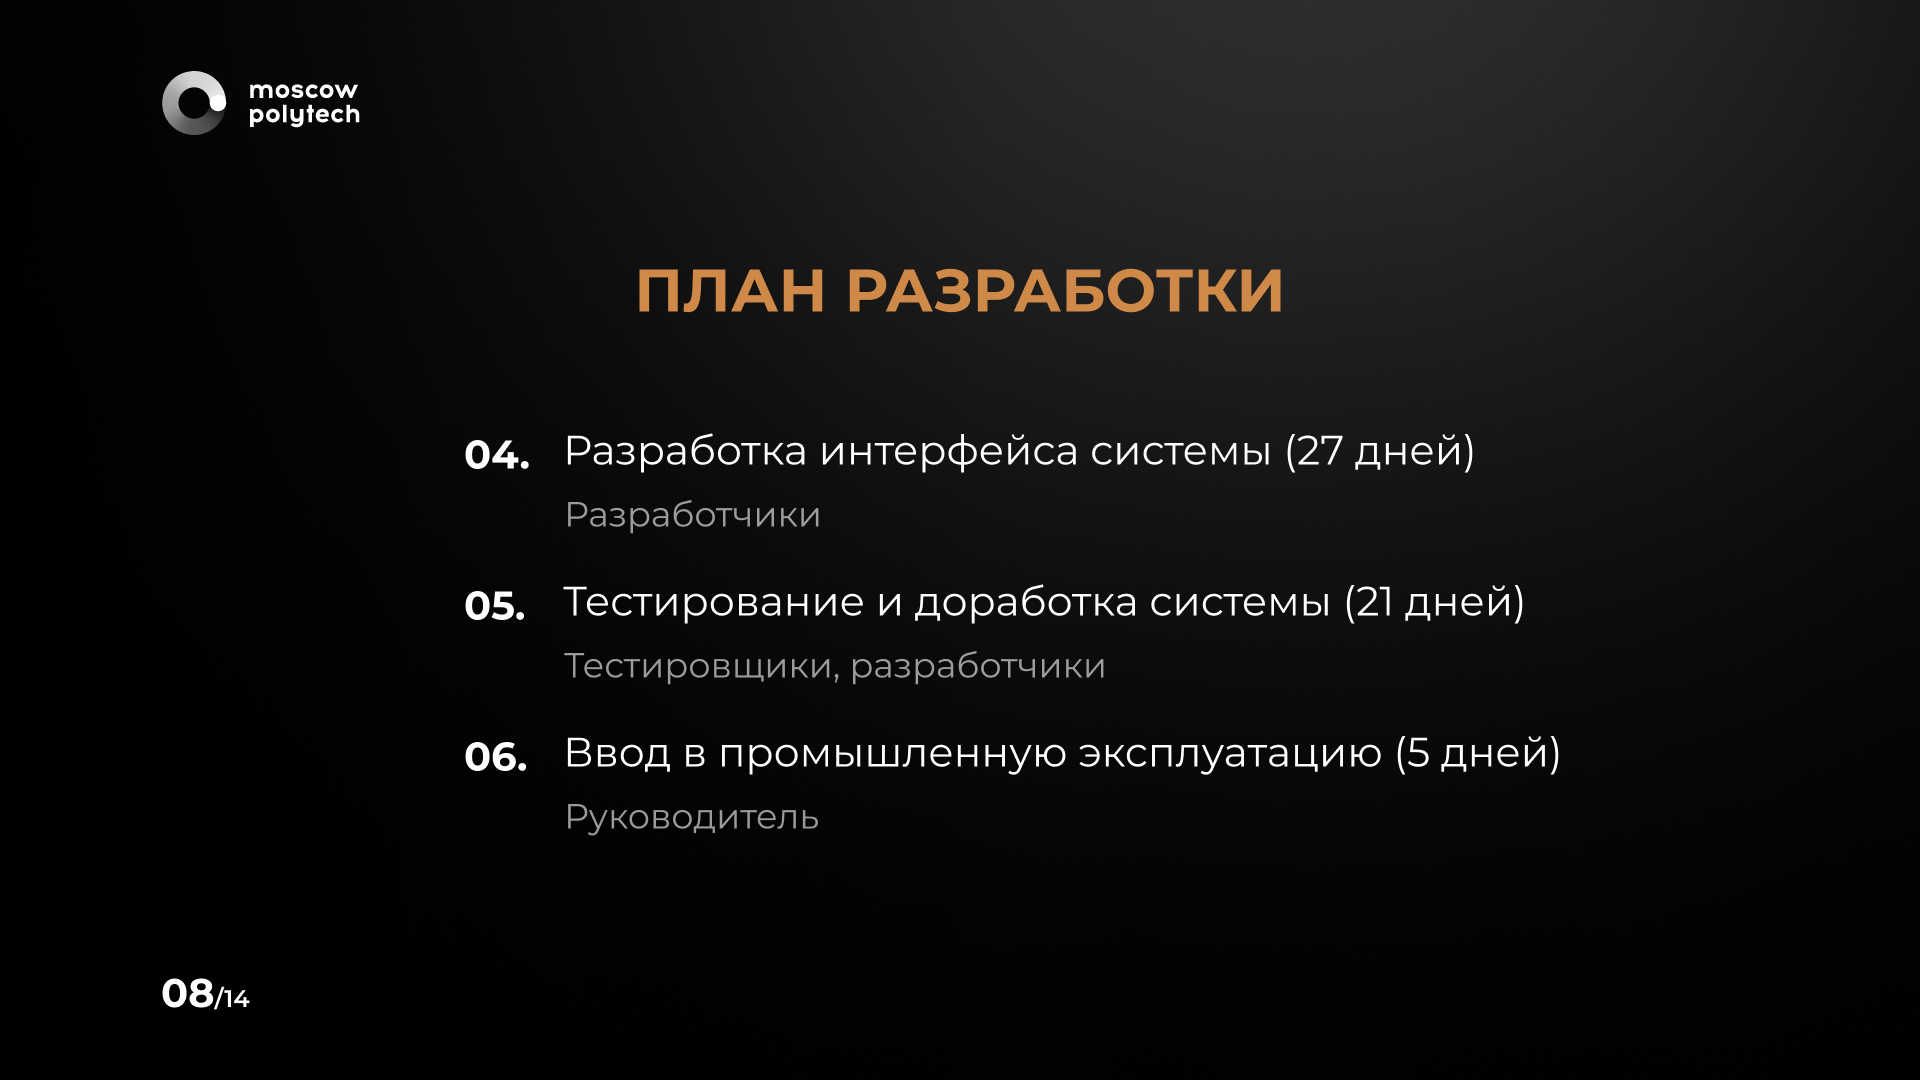 moscow
polytech
ПЛАН РАЗРАБОТКИ
04. Разработка интерфейса системы (27 дней)
Разработчики
05. Тестирование и доработка системы (21 дней)
Тестировщики, разработчики
06. Ввод в промышленную эксплуатацию (5 дней)
Руководитель
08/14